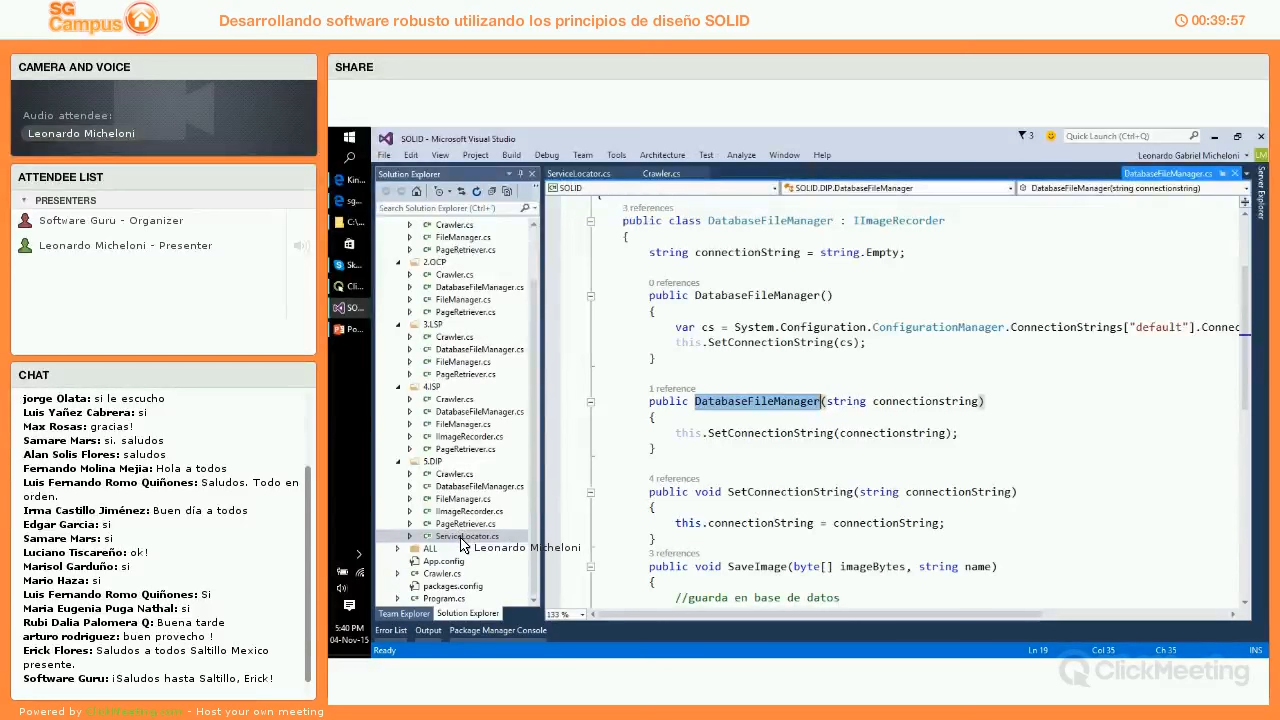 SG Campus
Desarrollando software robusto utilizando los principios de diseño SOLID
00:39:57
CAMERA AND VOICE
Audio attendee:
Leonardo Micheloni
ATTENDEE LIST
PRESENTERS
Software Guru - Organizer
Leonardo Micheloni - Presenter
CHAT
jorge Olata: si le escucho
Luis Yañez Cabrera: si
Max Rosas: gracias!
Samare Mars: si. saludos
Alan Solis Flores: saludos
Fernando Molina Mejia: Hola a todos
Luis Fernando Romo Quiñones: Saludos. Todo en
orden.
Irma Castillo Jiménez: Buen día a todos
Edgar Garcia: si
Samare Mars: si
Luciano Tiscareño: ok!
Marisol Garduño: si
Mario Haza: si
Luis Fernando Romo Quiñones: Si
Maria Eugenia Puga Nathal: si
Rubi Dalia Palomera Q: Buena tarde
arturo rodriguez: buen provecho !
Erick Flores: Saludos a todos Saltillo Mexico
presente.
Software Guru: ¡Saludos hasta Saltillo, Erick!
Powered by ClickMeeting.com - Host your own meeting
SHARE
SOLID - Microsoft Visual Studio
3
Quick Launch (Ctrl+Q)
File Edit View Project Build Debug Team Tools Architecture Test Analyze Window Help
Leonardo Gabriel Micheloni
LM
Kin...
sg...
C:\...
Sk...
Cli...
SO...
Po...
5:40 PM
04-Nov-15
Solution Explorer
Search Solution Explorer (Ctrl+')
Crawler.cs
FileManager.cs
PageRetriever.cs
2.OCP
Crawler.cs
DatabaseFileManager.cs
FileManager.cs
PageRetriever.cs
3.LSP
Crawler.cs
DatabaseFileManager.cs
FileManager.cs
PageRetriever.cs
4.ISP
Crawler.cs
DatabaseFileManager.cs
FileManager.cs
IImageRecorder.cs
PageRetriever.cs
5.DIP
Crawler.cs
DatabaseFileManager.cs
FileManager.cs
IImageRecorder.cs
PageRetriever.cs
ServiceLocator.cs
Leonardo Micheloni
ALL
App.config
Crawler.cs
packages.config
Program.cs
Team Explorer Solution Explorer
ServiceLocator.cs Crawler.cs DatabaseFileManager.cs
SOLID SOLID.DIP.DatabaseFileManager DatabaseFileManager(string connectionstring)
3 references
public class DatabaseFileManager : IImageRecorder
{
string connectionString = string.Empty;
0 references
public DatabaseFileManager()
{
var cs = System.Configuration.ConfigurationManager.ConnectionStrings["default"].Connec
this.SetConnectionString(cs);
}
1 reference
public DatabaseFileManager(string connectionstring)
{
this.SetConnectionString(connectionstring);
}
4 references
public void SetConnectionString(string connectionString)
{
this.connectionString = connectionString;
}
3 references
public void SaveImage(byte[] imageBytes, string name)
{
//guarda en base de datos
133 %
Server Explorer
Error List Output Package Manager Console
Ready
Ln 19 Col 35 Ch 35 INS
ClickMeeting